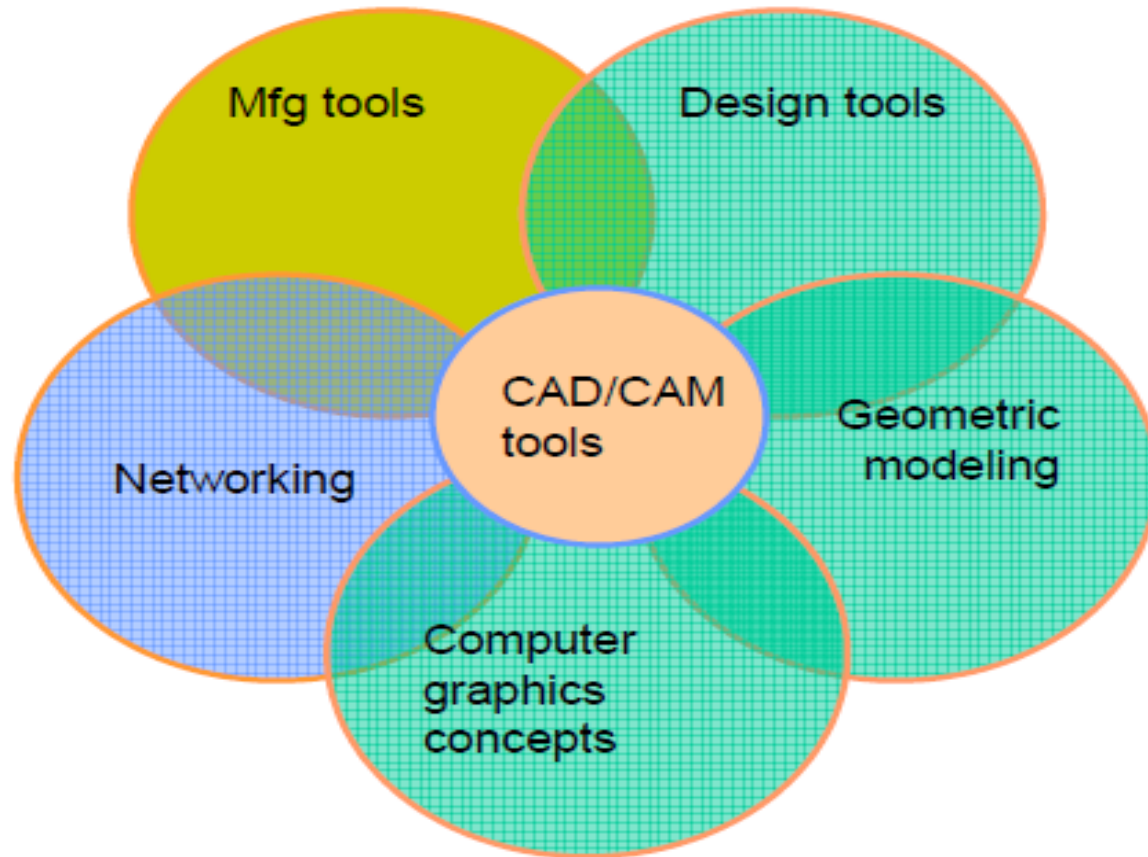 Mfg tools
Design tools
CAD/CAM
tools
Geometric
modeling
Networking
Computer
graphics
concepts